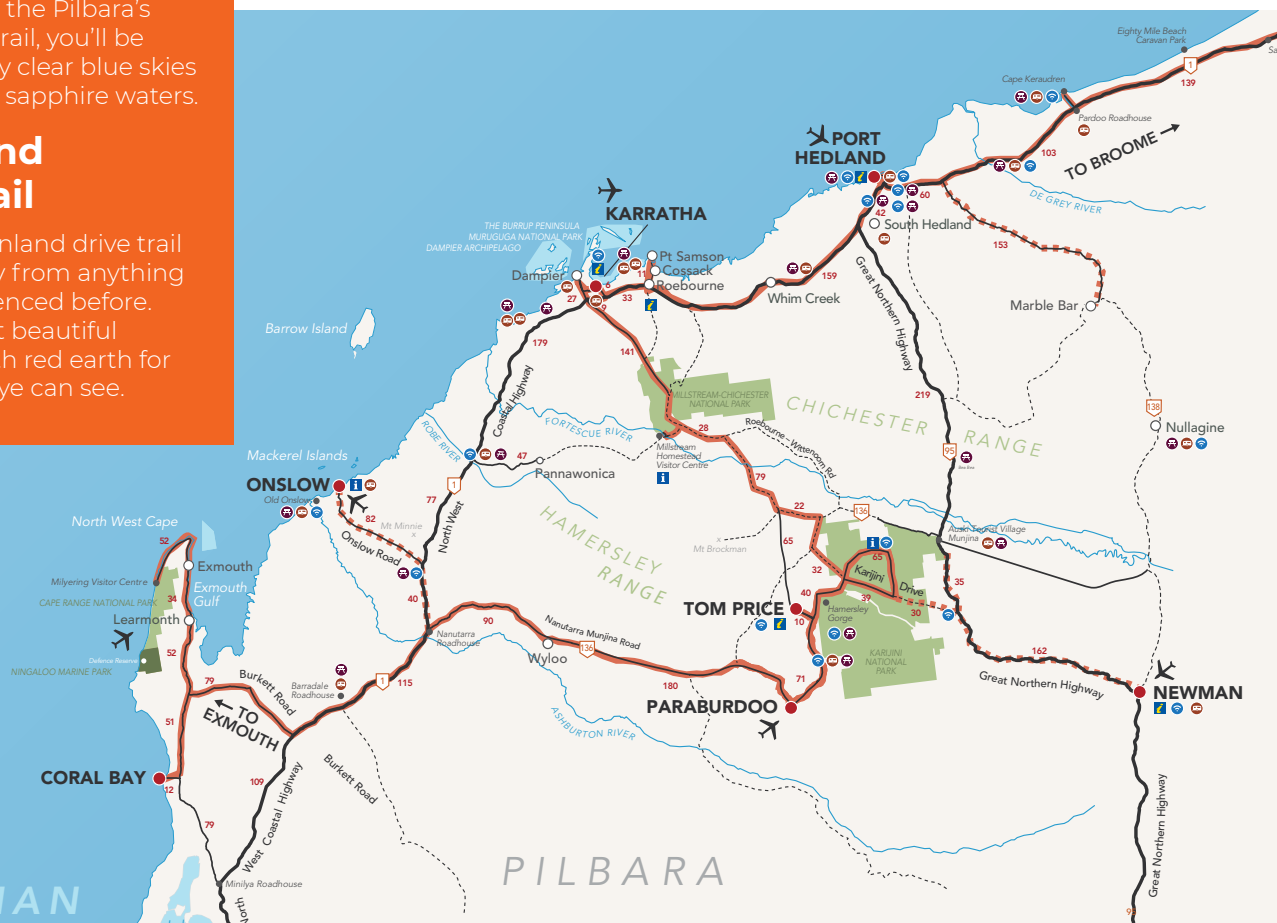 the Pilbara's
rail, you'll be
y clear blue skies
sapphire waters.
nd
ail
nland drive trail
y from anything
enced before.
t beautiful
h red earth for
ye can see.
Eighty Mile Beach
Caravan Park
Sa
1
139
Cape Keraudren
Pardoo Roadhouse
103
TO BROOME
PORT
HEDLAND
60
DE GREY RIVER
42
South Hedland
153
KARRATHA
THE BURRUP PENINSULA
MURUGUGA NATIONAL PARK
DAMPIER ARCHIPELAGO
Pt Samson
Cossack
Roebourne
Dampier
11
6
27
9
33
Whim Creek
159
Great Northern Highway
Marble Bar
Barrow Island
179
141
Coastal Highway
MILLSTREAM-CHICHESTER
NATIONAL PARK
CHICHESTER RANGE
219
138
Nullagine
95
Bea Bea
ROBE RIVER
FORTESCUE RIVER
28
Roebourne - Wittenoom Rd
Millstream
Homestead
Visitor Centre
47
Pannawonica
Mackerel Islands
ONSLOW
Old Onslow
82
Mt Minnie
x
Onslow Road
77
1
North West
HAMERSLEY
RANGE
79
22
136
x
Mt Brockman
65
Auski Tourist Village
Munjina
North West Cape
52
Exmouth
Milyering Visitor Centre
Exmouth
Gulf
34
CAPE RANGE NATIONAL PARK
Learmonth
Defence Reserve
NINGALOO MARINE PARK
52
40
Nanutarra
Roadhouse
90
Nanutarra Munjina Road
Wyloo
136
180
65
32
Karijini
Drive
39
30
35
40
TOM PRICE
10
Hamersley
Gorge
KARIJINI
NATIONAL
PARK
71
PARABURDOO
162
Great Northern Highway
NEWMAN
79
Burkett Road
Barradale
Roadhouse
1
115
TO
EXMOUTH
51
CORAL BAY
12
109
Burkett Road
ASHBURTON RIVER
79
West Coastal Highway
Great Northern Highway
PILBARA
Minilya Roadhouse
North
IAN
95